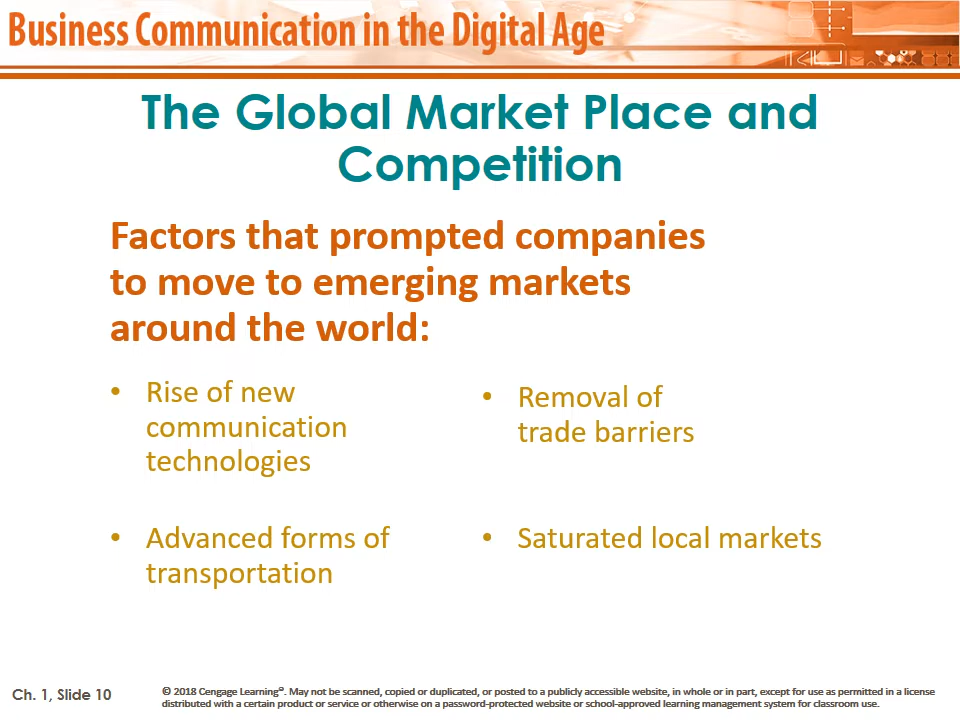 Business Communication in the Digital Age
The Global Market Place and
Competition
Factors that prompted companies
to move to emerging markets
around the world:
• Rise of new
communication
technologies
• Removal of
trade barriers
• Advanced forms of
transportation
• Saturated local markets
Ch. 1, Slide 10
© 2018 Cengage Learning®. May not be scanned, copied or duplicated, or posted to a publicly accessible website, in whole or in part, except for use as permitted in a license
distributed with a certain product or service or otherwise on a password-protected website or school-approved learning management system for classroom use.